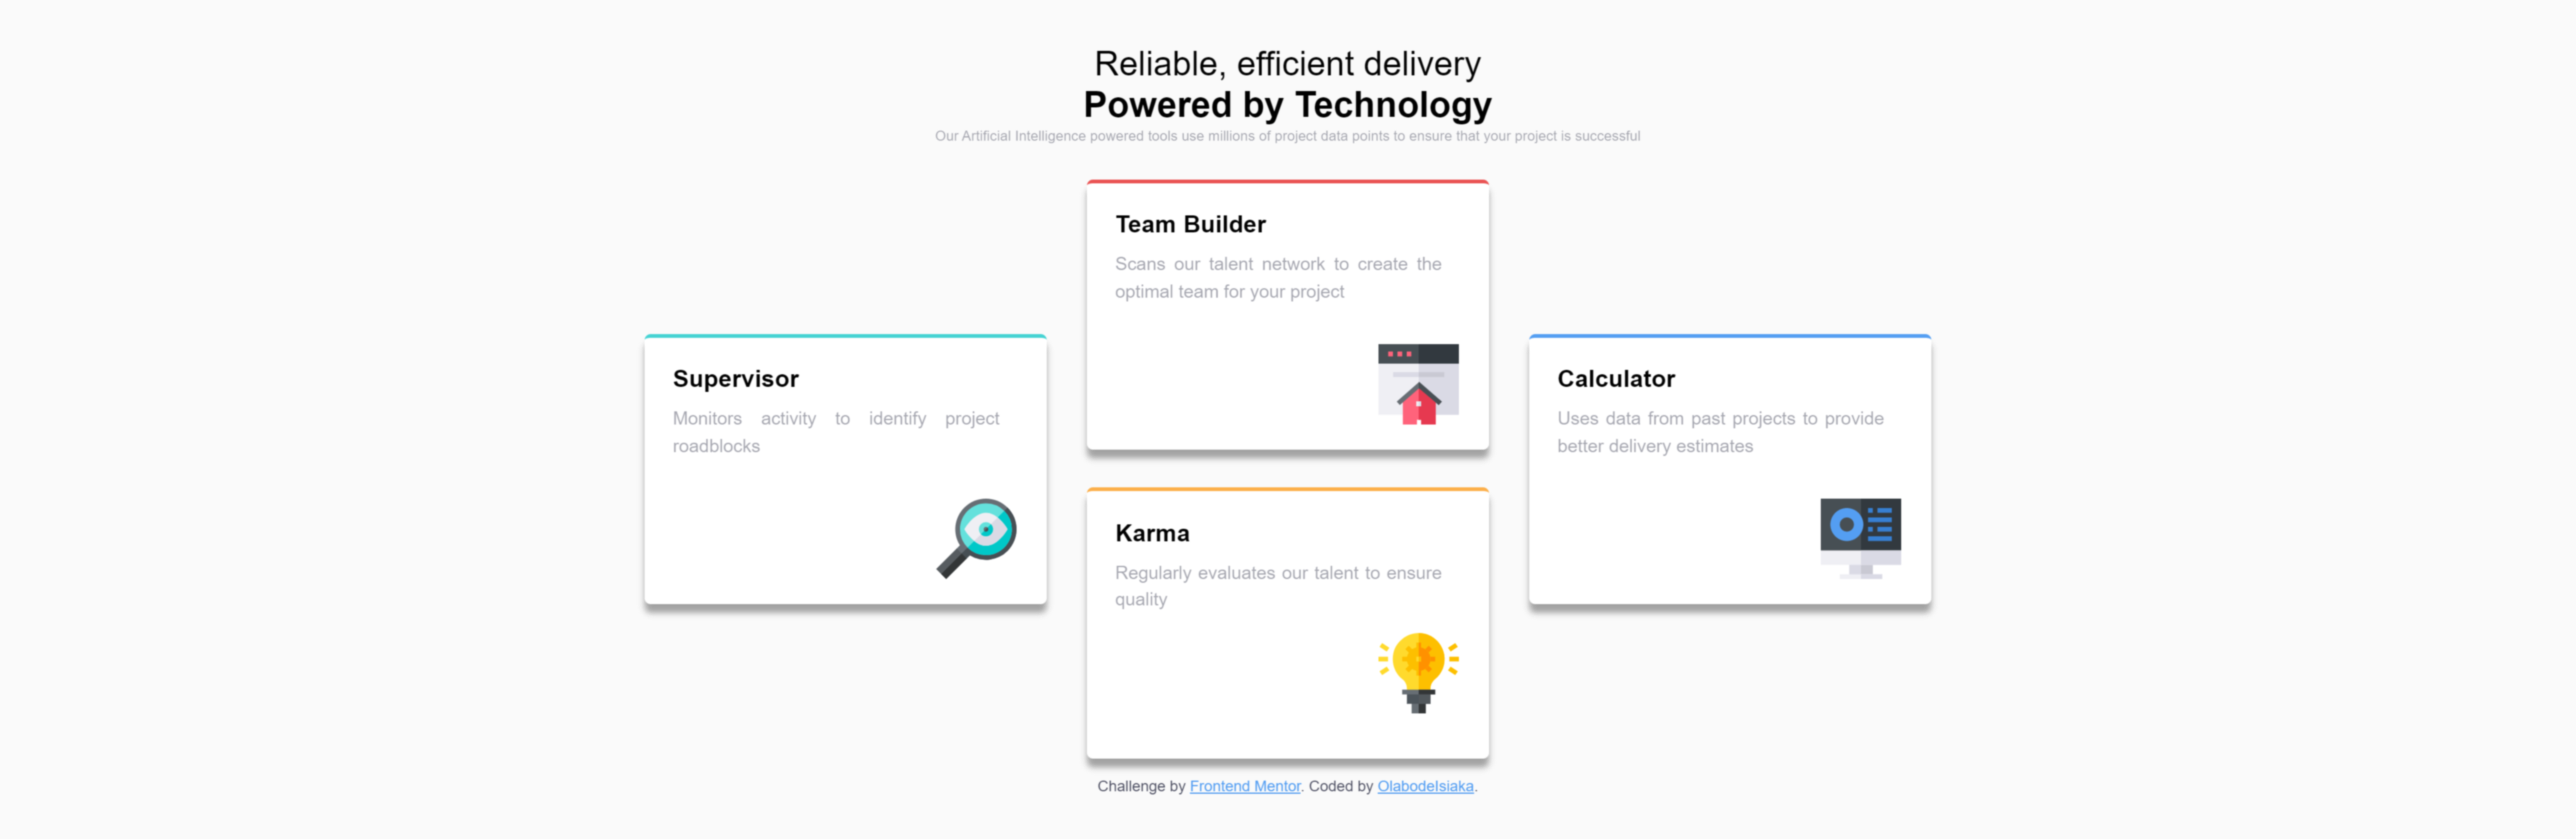 Reliable, efficient delivery
Powered by Technology
Our Artificial Intelligence powered tools use millions of project data points to ensure that your project is successful
Team Builder
Scans our talent network to create the
optimal team for your project
Supervisor
Monitors activity to identify project
roadblocks
Calculator
Uses data from past projects to provide
better delivery estimates
Karma
Regularly evaluates our talent to ensure
quality
Challenge by Frontend Mentor. Coded by OlabodeIsiaka.